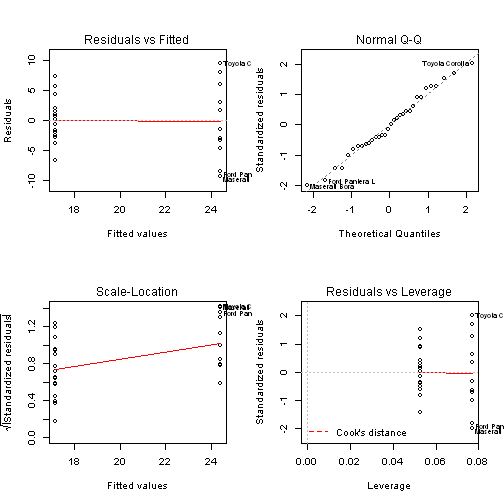 Residuals vs Fitted
Residuals
10
5
0
-5
-10
Toyota C
Ford Pan
Maserati
18
20
22
24
Fitted values
Normal Q-Q
Standardized residuals
2
1
0
-1
-2
Toyota Corolla
Ford Pantera L
Maserati Bora
-2
-1
0
1
2
Theoretical Quantiles
Scale-Location
√|Standardized residuals|
1.2
0.8
0.4
0.0
Ford Pan
18
20
22
24
Fitted values
Residuals vs Leverage
Standardized residuals
2
1
0
-1
-2
Toyota C
Ford Pan
Maserati
Cook's distance
0.00
0.02
0.04
0.06
0.08
Leverage